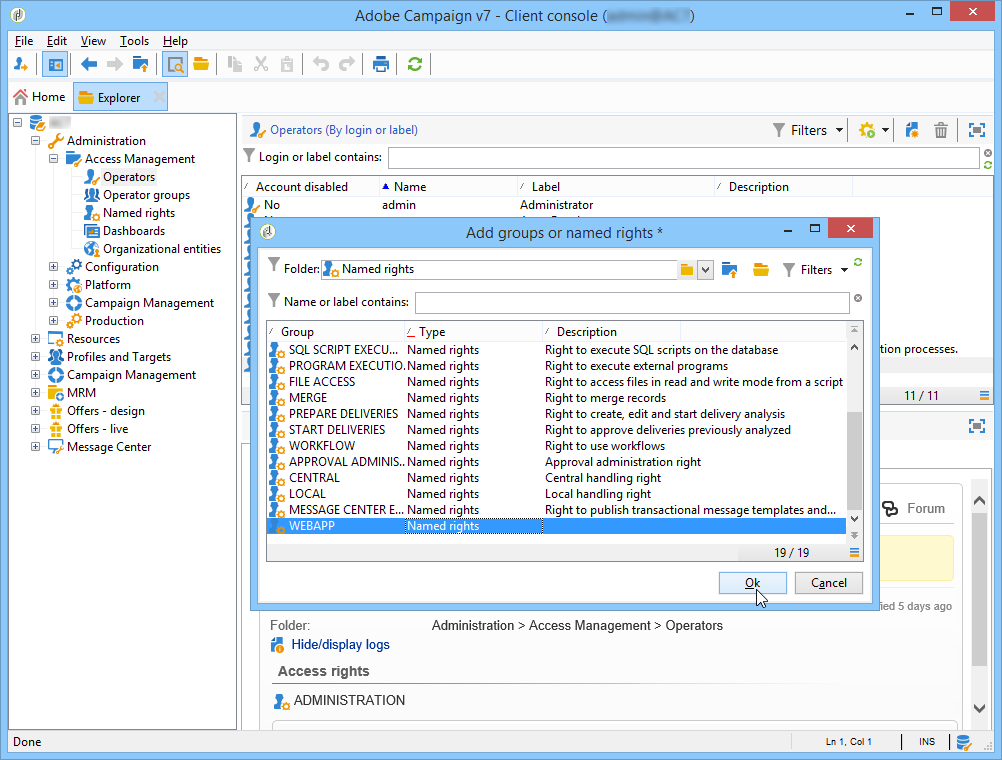 Adobe Campaign v7 - Client console (
)
File Edit View Tools Help
Home Explorer
Administration
Access Management
Operators
Operator groups
Named rights
Dashboards
Organizational entities
Configuration
Platform
Campaign Management
Production
Resources
Profiles and Targets
Campaign Management
MRM
Offers - design
Offers - live
Message Center
Operators (By login or label) Filters
Login or label contains:
Account disabled Name Label Description
No admin Administrator
Add groups or named rights *
Folder: Named rights Filters
Name or label contains:
Group Type Description
SQL SCRIPT EXECU... Named rights Right to execute SQL scripts on the database
PROGRAM EXECUTIO... Named rights Right to execute external programs
FILE ACCESS Named rights Right to access files in read and write mode from a script
MERGE Named rights Right to merge records
PREPARE DELIVERIES Named rights Right to create, edit and start delivery analysis
START DELIVERIES Named rights Right to approve deliveries previously analyzed
WORKFLOW Named rights Right to use workflows
APPROVAL ADMINIS... Named rights Approval administration right
CENTRAL Named rights Central handling right
LOCAL Named rights Local handling right
MESSAGE CENTER E... Named rights Right to publish transactional message templates and...
WEBAPP Named rights
19 / 19
Ok Cancel
tion processes.
11 / 11
Forum
ied 5 days ago
Folder: Administration > Access Management > Operators
Hide/display logs
Access rights
ADMINISTRATION
Done Ln 1, Col 1 INS